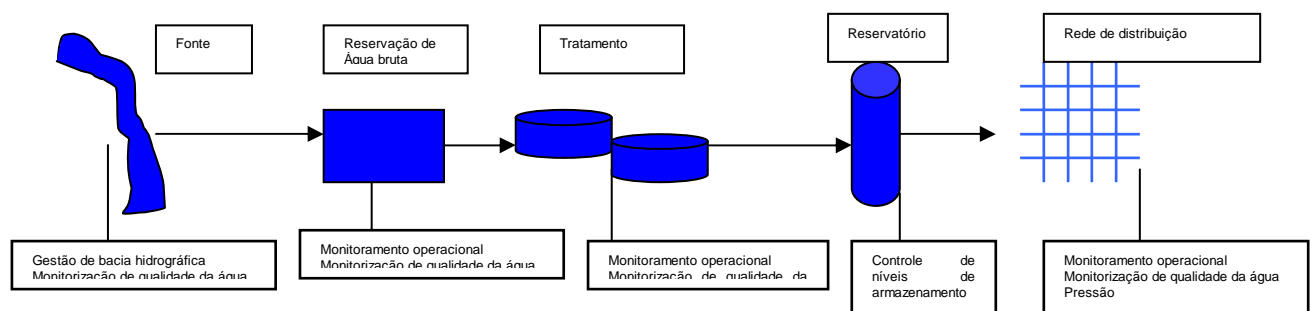 Fonte
Reservação de
Água bruta
Tratamento
Reservatório
Rede de distribuição
Gestão de bacia hidrográfica
Monitorização de qualidade da água
Monitoramento operacional
Monitorização de qualidade da água
Monitoramento operacional
Monitorização de qualidade da
Controle de
níveis de
armazenamento
Monitoramento operacional
Monitorização de qualidade da água
Pressão